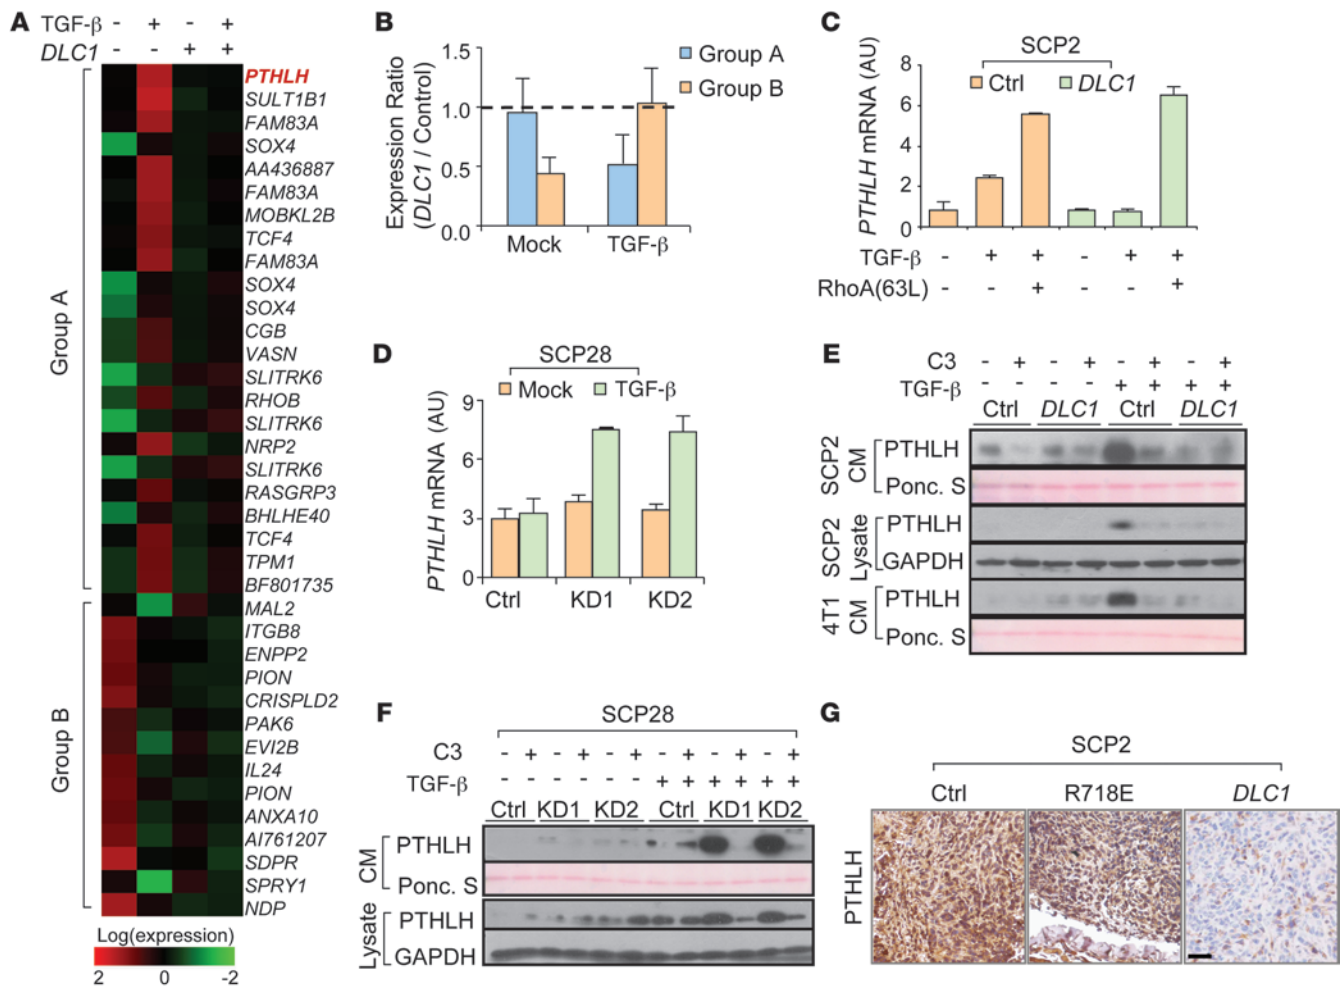 A
TGF-β - + - +
DLC1 - - + +
Group A
PTHLH
SULT1B1
FAM83A
SOX4
AA436887
FAM83A
MOBKL2B
TCF4
FAM83A
SOX4
SOX4
CGB
VASN
SLITRK6
RHOB
SLITRK6
NRP2
SLITRK6
RASGRP3
BHLHE40
TCF4
TPM1
BF801735
Group B
MAL2
ITGB8
ENPP2
PION
CRISPLD2
PAK6
EVI2B
IL24
PION
ANXA10
AI761207
SDPR
SPRY1
NDP
Log(expression)
2 0 -2
B
Expression Ratio
(DLC1 / Control)
1.5
1.0
0.5
0.0
Group A
Group B
Mock TGF-β
C
SCP2
Ctrl DLC1
PTHLH mRNA (AU)
8
6
4
2
0
TGF-β - + + - + +
RhoA(63L) - - + - - +
D
SCP28
Mock TGF-β
PTHLH mRNA (AU)
9
6
3
0
Ctrl KD1 KD2
E
C3 - + - + - + - +
TGF-β - - - - + + + +
Ctrl DLC1 Ctrl DLC1
SCP2 CM
PTHLH
Ponc. S
SCP2 Lysate
PTHLH
GAPDH
4T1 CM
PTHLH
Ponc. S
F
SCP28
C3 - + - + - + - + - + - +
TGF-β - - - - - - + + + + + +
Ctrl KD1 KD2 Ctrl KD1 KD2
CM
PTHLH
Ponc. S
Lysate
PTHLH
GAPDH
G
SCP2
Ctrl R718E DLC1
PTHLH